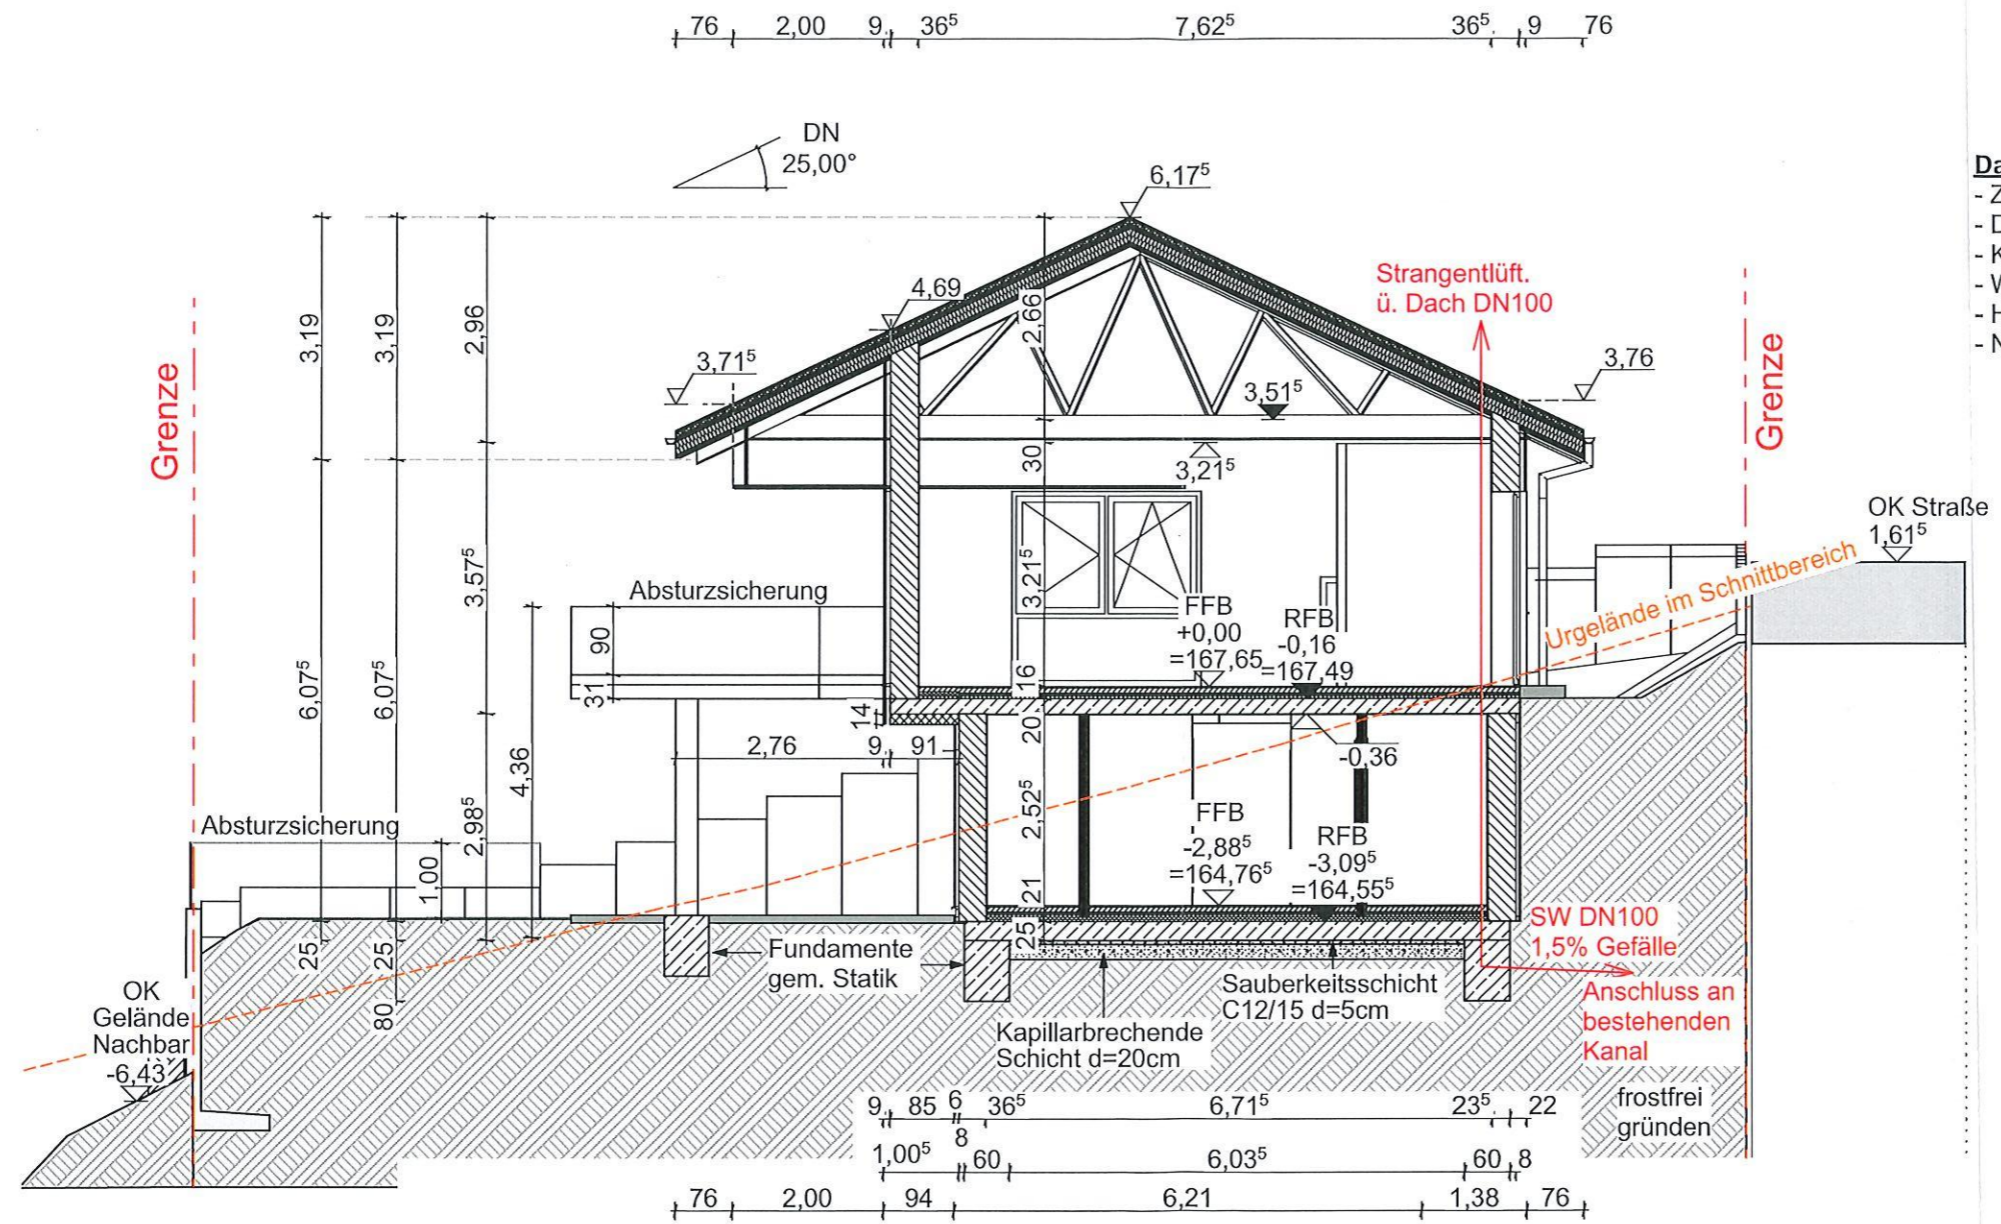 76 2,00 9 36⁵ 7,62⁵ 36⁵ 9 76
DN
25,00°
6,17⁵
Da
- Z
- D
- K
- W
- H
- N
Strangentlüft.
ü. Dach DN100
4,69
3,19 3,19 2,96 2,66
3,71⁵
3,76
3,51⁵
Grenze
Grenze
30
3,21⁵
OK Straße
1,61⁵
Urgelände im Schnittbereich
3,57⁵
3,21⁵
Absturzsicherung
90
31
FFB
+0,00
=167,65
RFB
-0,16
=167,49
16
14
20
6,07⁵ 6,07⁵
4,36
2,76 9 91
-0,36
2,98⁵
2,52⁵
Absturzsicherung
1,00
FFB
-2,88⁵
=164,76⁵
RFB
-3,09⁵
=164,55⁵
21
25
25 25
80
Fundamente
gem. Statik
SW DN100
1,5% Gefälle
Anschluss an
bestehenden
Kanal
Sauberkeitsschicht
C12/15 d=5cm
Kapillarbrechende
Schicht d=20cm
OK
Gelände
Nachbar
-6,43
frostfrei
gründen
9 85 6 36⁵ 6,71⁵ 23⁵ 22
8
1,00⁵ 60 6,03⁵ 60 8
76 2,00 94 6,21 1,38 76